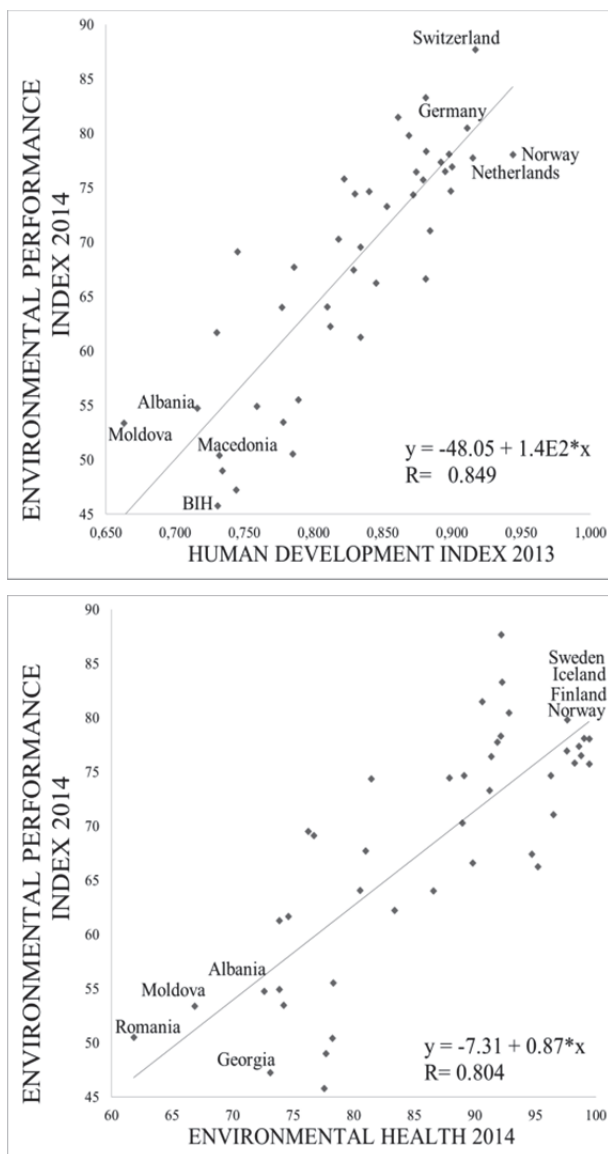 90
85
80
75
70
65
60
55
50
45
ENVIRONMENTAL PERFORMANCE
INDEX 2014
Switzerland
Germany
Norway
Netherlands
Albania
Moldova
Macedonia
BIH
y = -48.05 + 1.4E2*x
R= 0.849
0,650 0,700 0,750 0,800 0,850 0,900 0,950 1,000
HUMAN DEVELOPMENT INDEX 2013
90
85
80
75
70
65
60
55
50
45
ENVIRONMENTAL PERFORMANCE
INDEX 2014
Sweden
Iceland
Finland
Norway
Albania
Moldova
Romania
Georgia
y = -7.31 + 0.87*x
R= 0.804
60 65 70 75 80 85 90 95 100
ENVIRONMENTAL HEALTH 2014